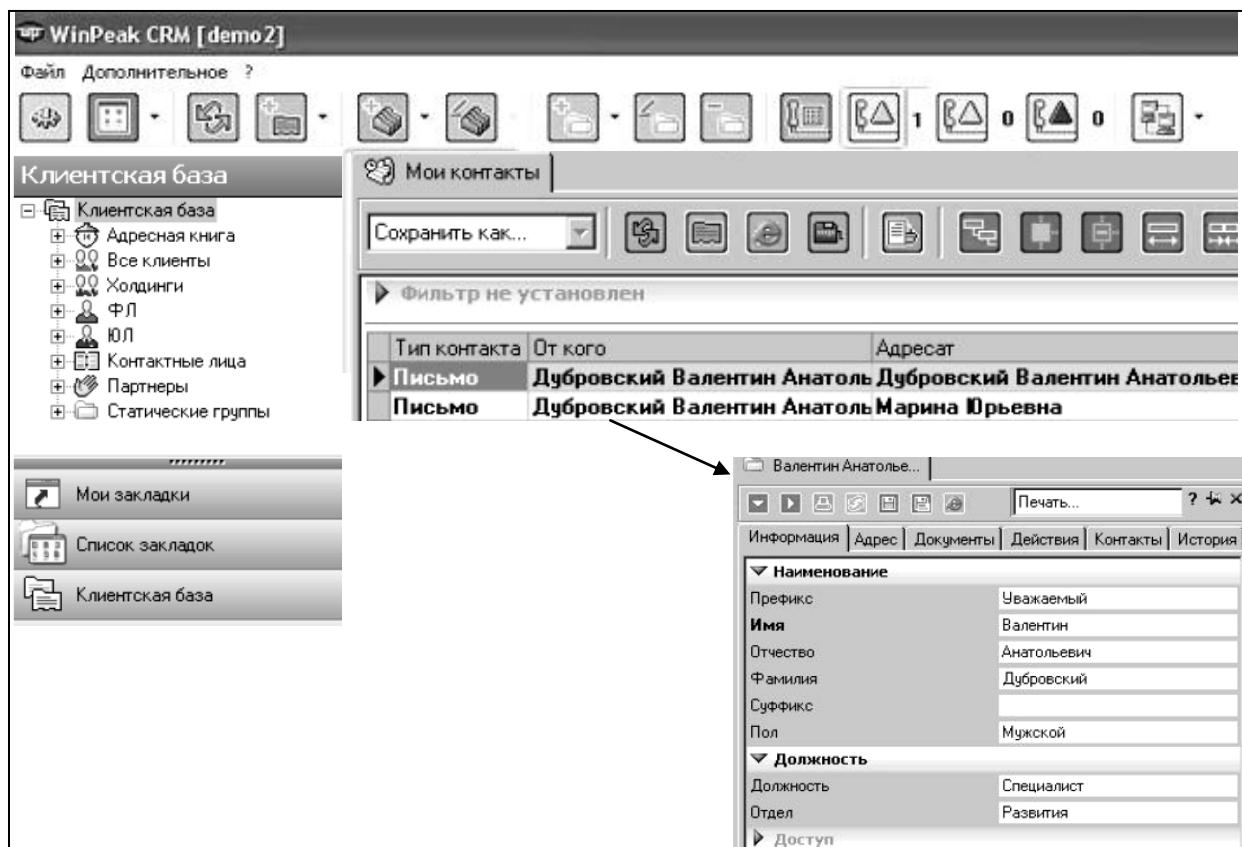 WinPeak CRM [demo2]
Файл Дополнительное ?
1 0 0
Клиентская база
Клиентская база
Адресная книга
Все клиенты
Холдинги
ФЛ
ЮЛ
Контактные лица
Партнеры
Статические группы
Мои закладки
Список закладок
Клиентская база
Мои контакты
Сохранить как...
Фильтр не установлен
Тип контакта От кого Адресат
Письмо Дубровский Валентин Анатоль Дубровский Валентин Анатольев
Письмо Дубровский Валентин Анатоль Марина Юрьевна
Валентин Анатолье...
Печать... ? ×
Информация Адрес Документы Действия Контакты История
Наименование
Префикс Уважаемый
Имя Валентин
Отчество Анатольевич
Фамилия Дубровский
Суффикс
Пол Мужской
Должность
Должность Специалист
Отдел Развития
Доступ